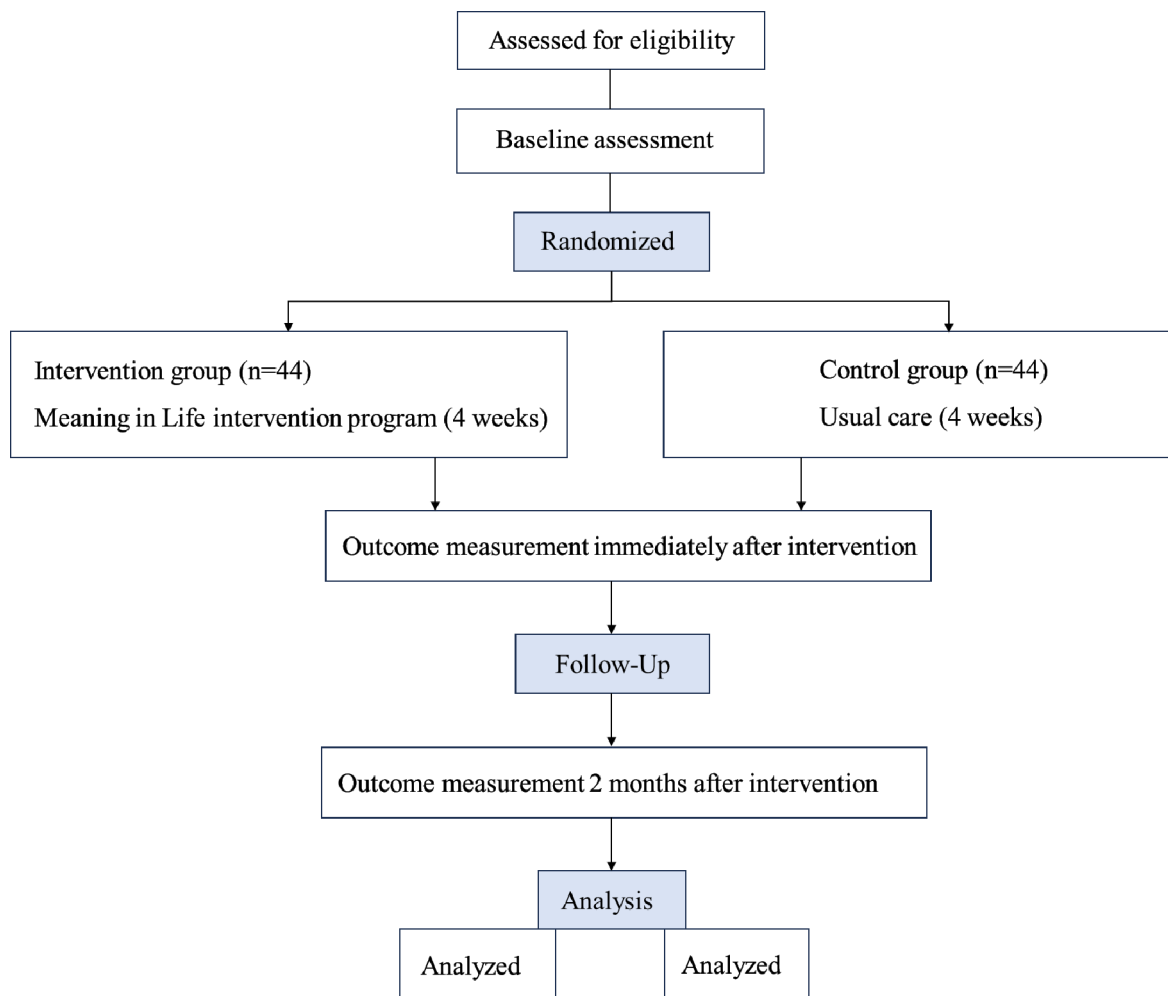 Assessed for eligibility
Baseline assessment
Randomized
Intervention group (n=44)
Meaning in Life intervention program (4 weeks)
Control group (n=44)
Usual care (4 weeks)
Outcome measurement immediately after intervention
Follow-Up
Outcome measurement 2 months after intervention
Analysis
Analyzed
Analyzed